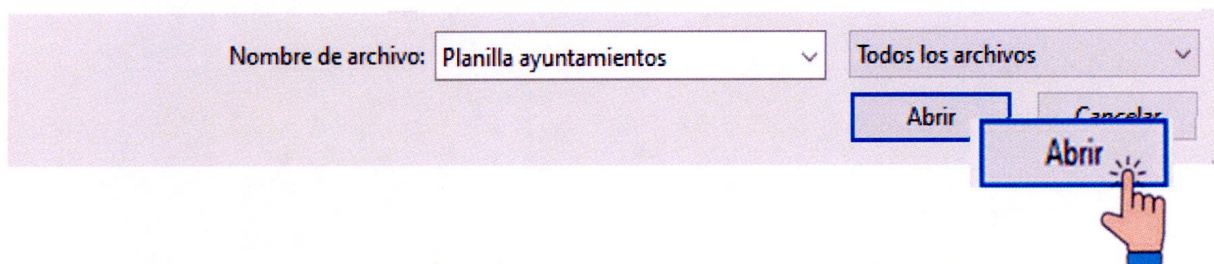 Nombre de archivo: Planilla ayuntamientos Todos los archivos
Abrir Cancelar
Abrir